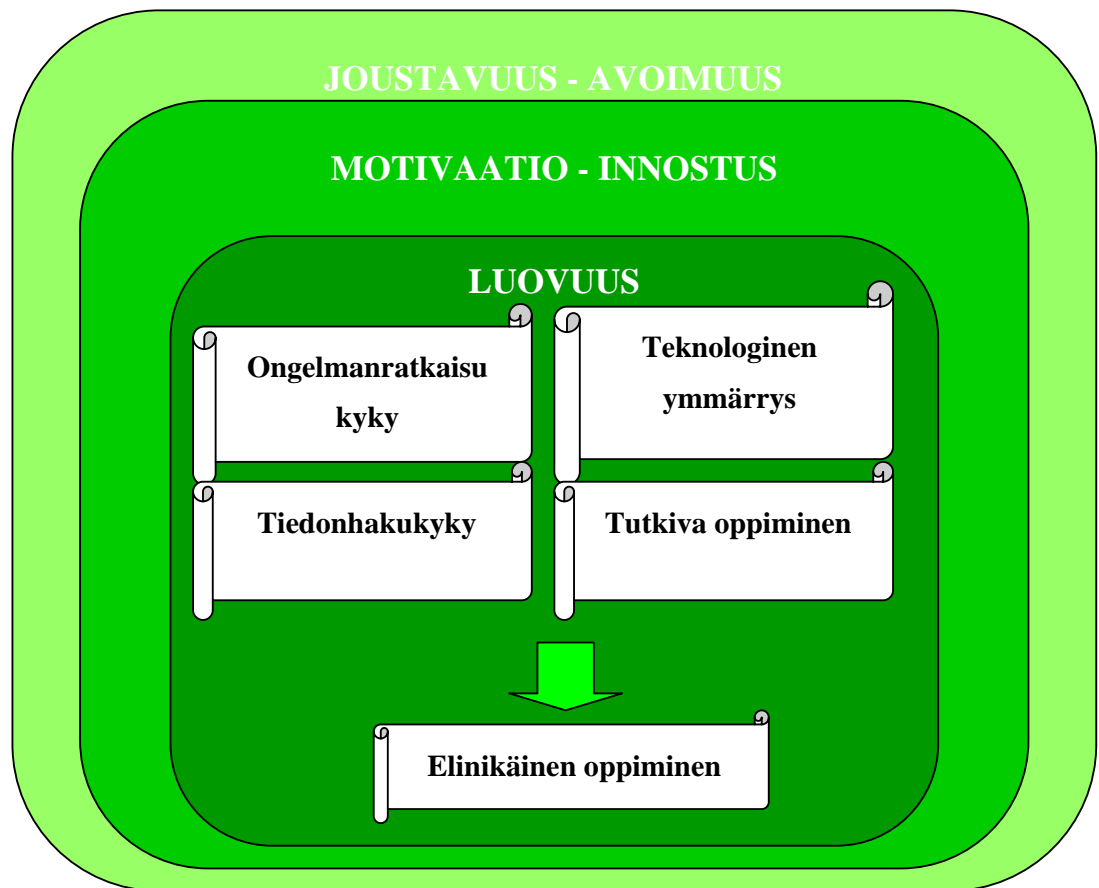 JOUSTAVUUS - AVOIMUUS
MOTIVAATIO - INNOSTUS
LUOVUUS
Ongelmanratkaisu
kyky
Teknologinen
ymmärrys
Tiedonhakukyky
Tutkiva oppiminen
Elinikäinen oppiminen